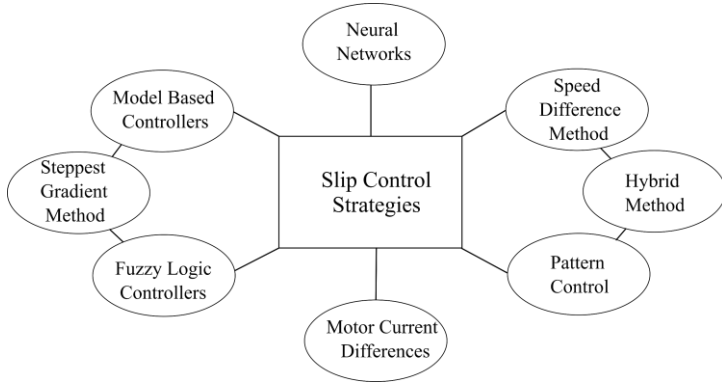 Neural
Networks
Model Based
Controllers
Speed
Difference
Method
Steppest
Gradient
Method
Slip Control
Strategies
Hybrid
Method
Fuzzy Logic
Controllers
Pattern
Control
Motor Current
Differences